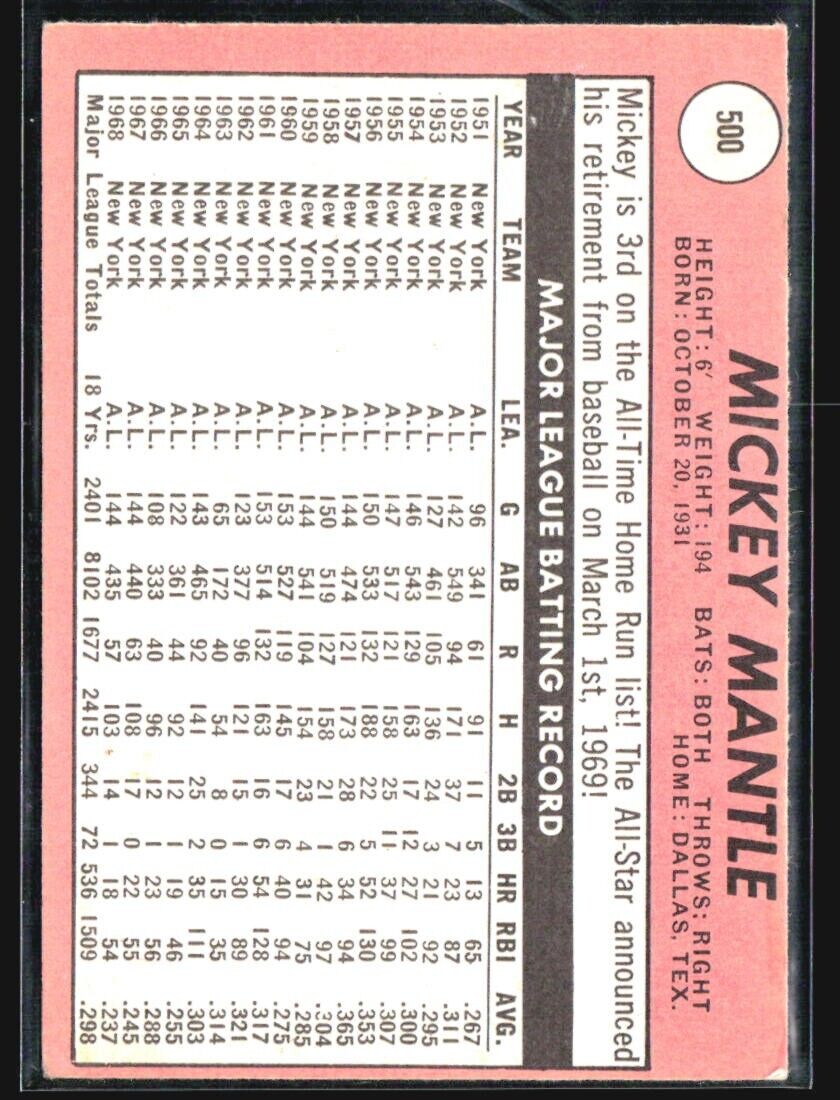 500
MICKEY MANTLE
HEIGHT: 6' WEIGHT: 194 BATS: BOTH THROWS: RIGHT
BORN: OCTOBER 20, 1931 HOME: DALLAS, TEX.
Mickey is 3rd on the All-Time Home Run list! The All-Star announced
his retirement from baseball on March 1st, 1969!
MAJOR LEAGUE BATTING RECORD
YEAR TEAM LEA. G AB R H 2B 3B HR RBI AVG.
1951 New York A.L. 96 341 61 91 11 5 13 65 .267
1952 New York A.L. 142 549 94 171 37 7 23 87 .311
1953 New York A.L. 127 461 105 136 24 3 21 92 .295
1954 New York A.L. 146 543 129 163 17 12 27 102 .300
1955 New York A.L. 147 517 121 158 25 11 37 99 .307
1956 New York A.L. 150 533 132 188 22 5 52 130 .353
1957 New York A.L. 144 474 121 173 28 6 34 94 .365
1958 New York A.L. 150 519 127 158 21 1 42 97 .304
1959 New York A.L. 144 541 104 154 23 4 31 75 .285
1960 New York A.L. 153 527 119 145 17 6 40 94 .275
1961 New York A.L. 153 514 132 163 16 6 54 128 .317
1962 New York A.L. 123 377 96 121 15 1 30 89 .321
1963 New York A.L. 65 172 40 54 8 0 15 35 .314
1964 New York A.L. 143 465 92 141 25 2 35 111 .303
1965 New York A.L. 122 361 44 92 12 1 19 46 .255
1966 New York A.L. 108 333 40 96 12 1 23 56 .288
1967 New York A.L. 144 440 63 108 17 0 22 55 .245
1968 New York A.L. 144 435 57 103 14 1 18 54 .237
Major League Totals 18 Yrs. 2401 8102 1677 2415 344 72 536 1509 .298